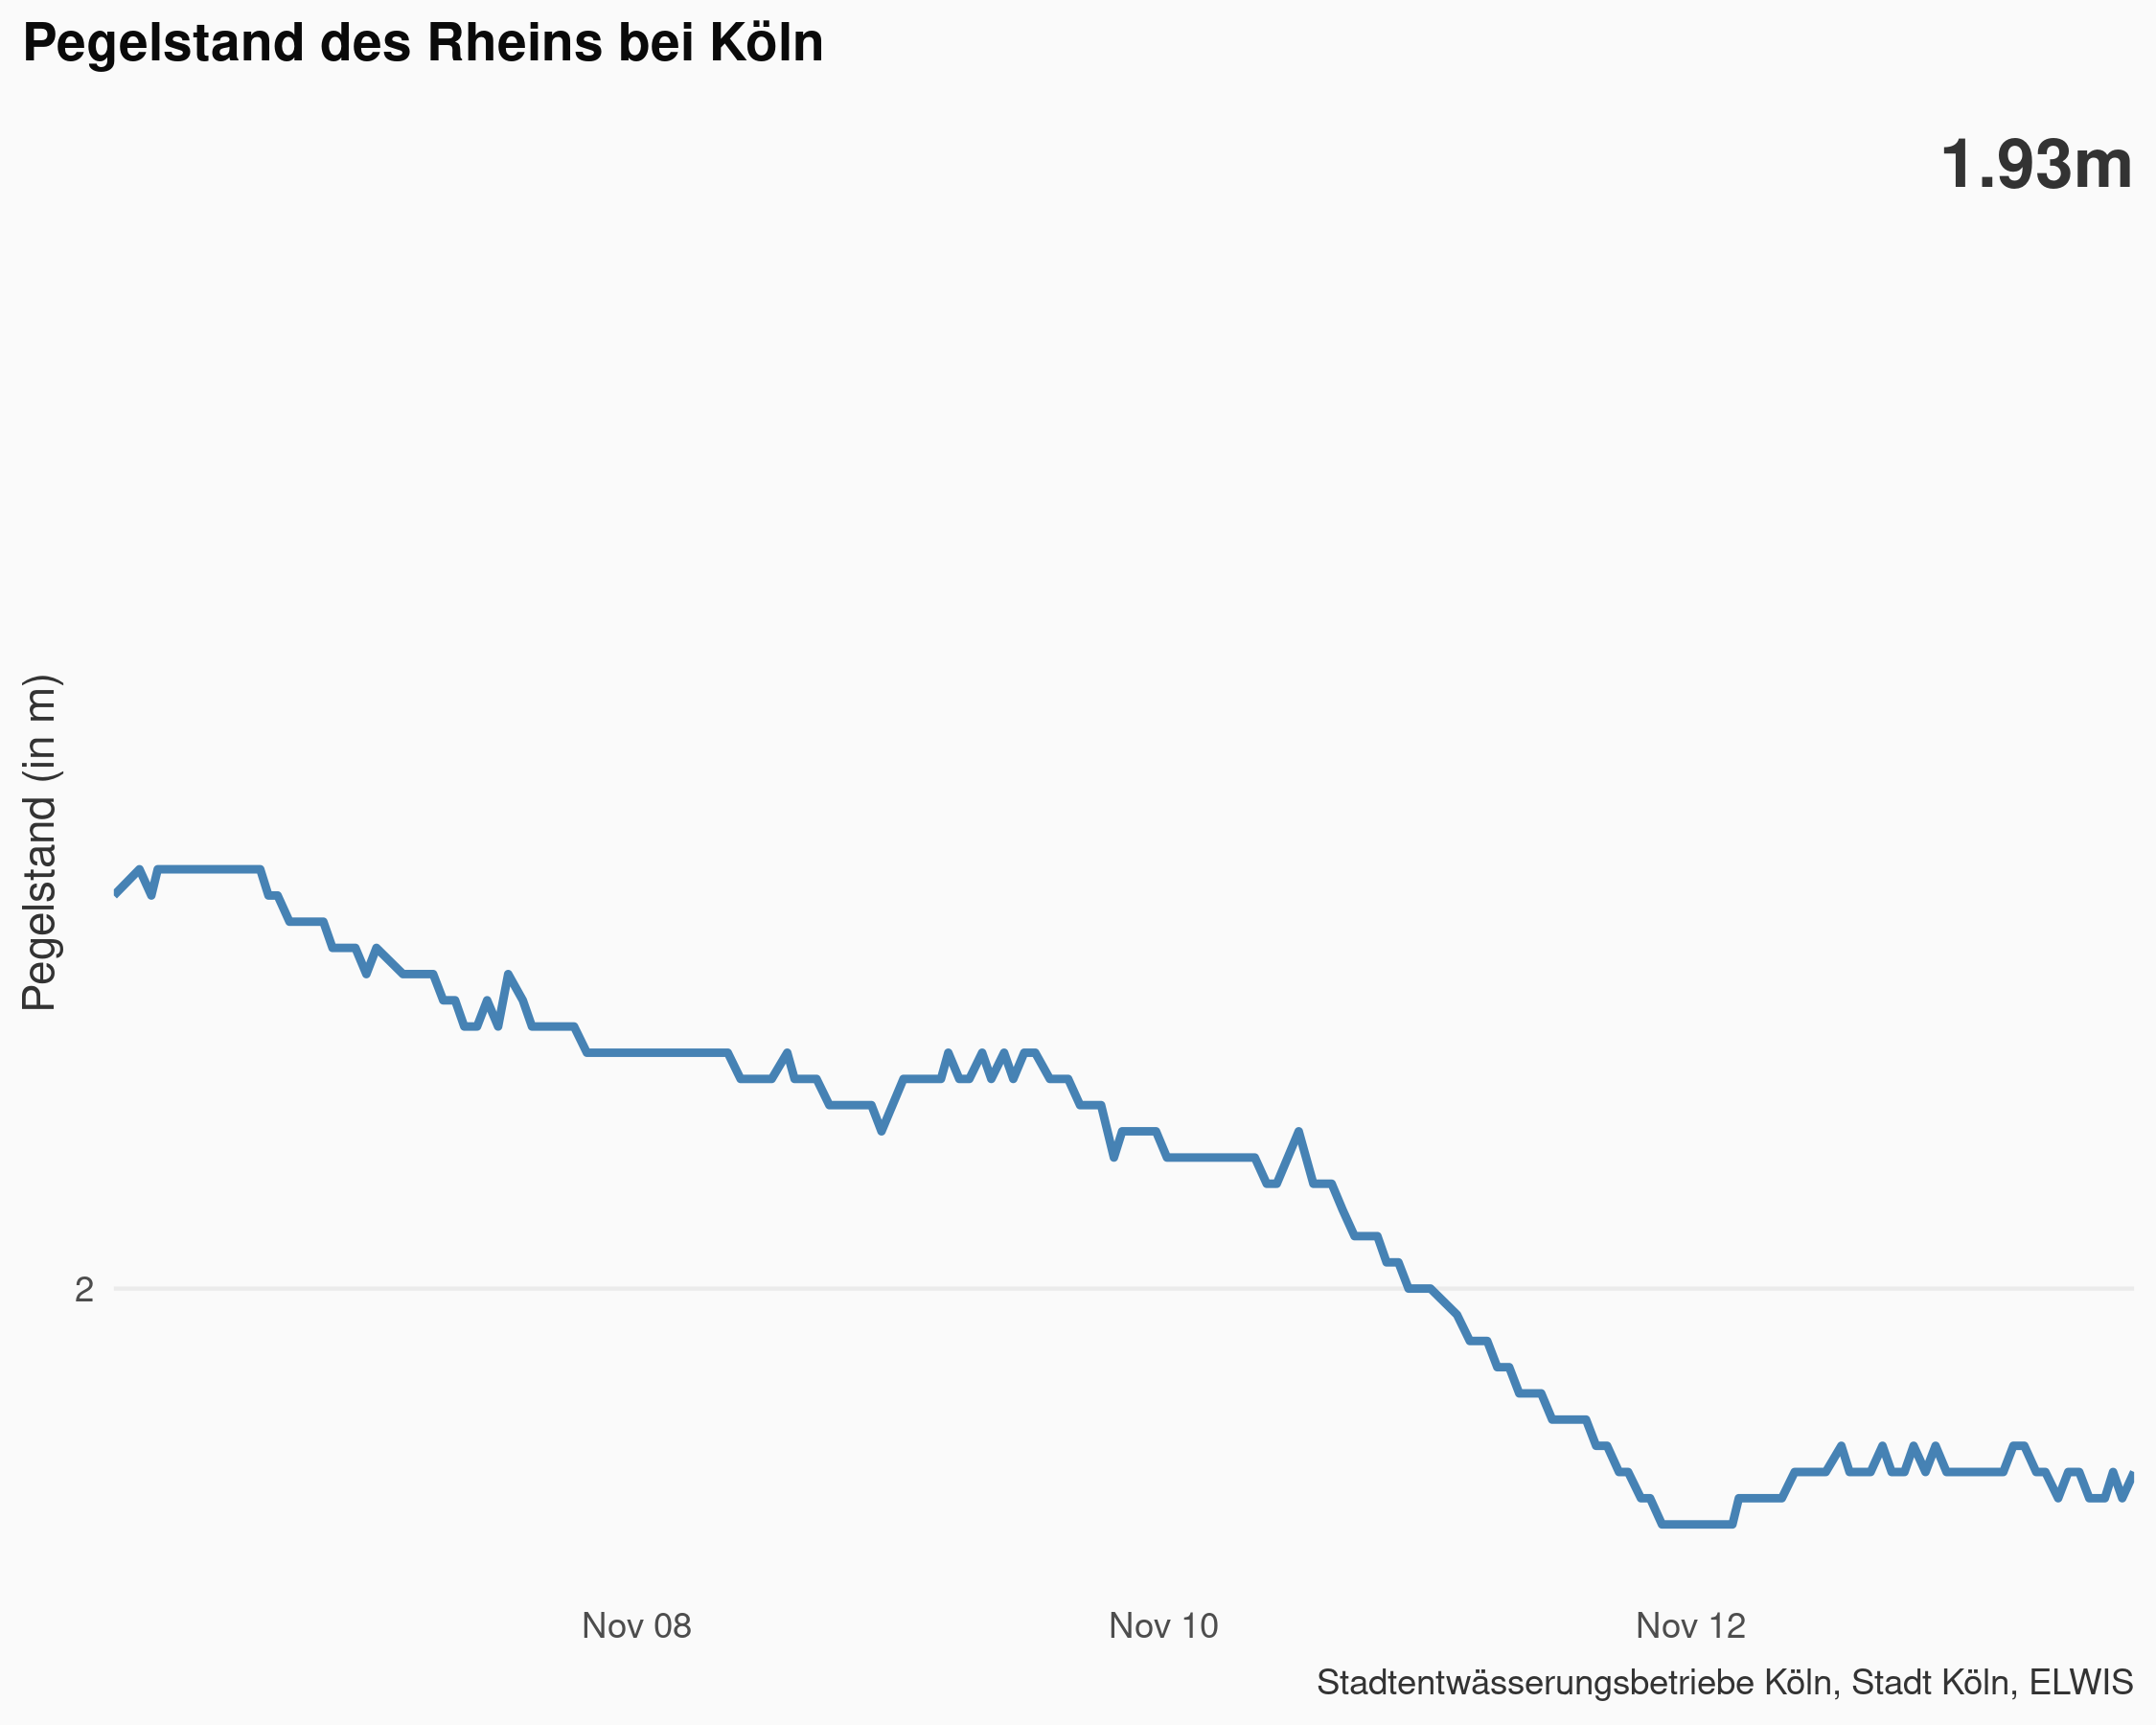 Pegelstand des Rheins bei Köln
1.93m
Pegelstand (in m)
2
Nov 08
Nov 10
Nov 12
Stadtentwässerungsbetriebe Köln, Stadt Köln, ELWIS